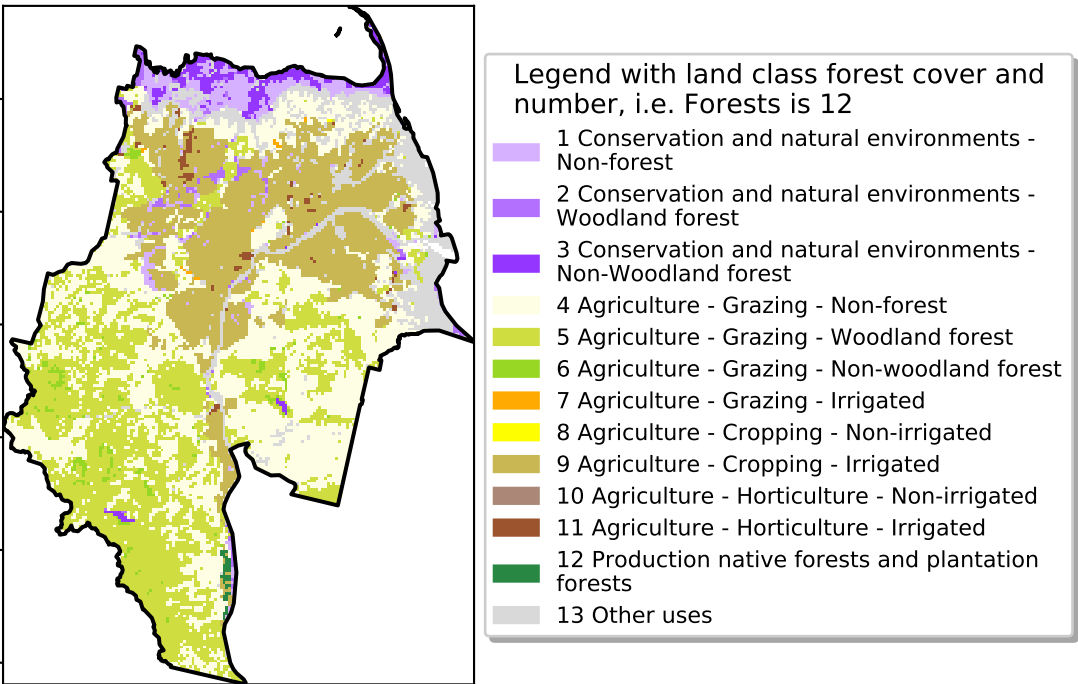 Legend with land class forest cover and
number, i.e. Forests is 12
1 Conservation and natural environments -
Non-forest
2 Conservation and natural environments -
Woodland forest
3 Conservation and natural environments -
Non-Woodland forest
4 Agriculture - Grazing - Non-forest
5 Agriculture - Grazing - Woodland forest
6 Agriculture - Grazing - Non-woodland forest
7 Agriculture - Grazing - Irrigated
8 Agriculture - Cropping - Non-irrigated
9 Agriculture - Cropping - Irrigated
10 Agriculture - Horticulture - Non-irrigated
11 Agriculture - Horticulture - Irrigated
12 Production native forests and plantation
forests
13 Other uses